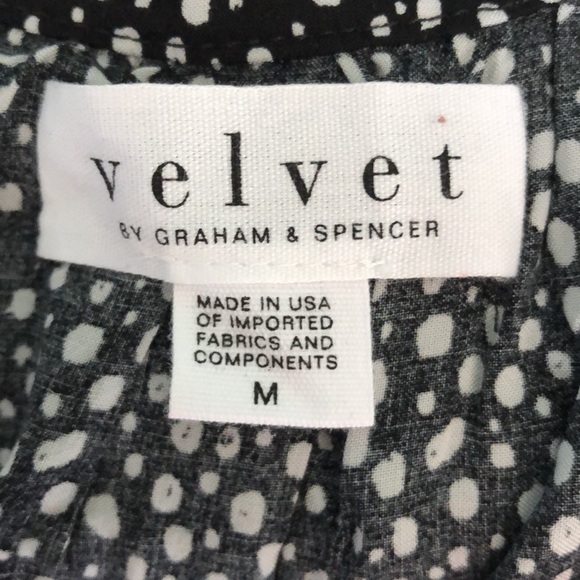 velvet
BY GRAHAM & SPENCER
MADE IN USA
OF IMPORTED
FABRICS AND
COMPONENTS
M